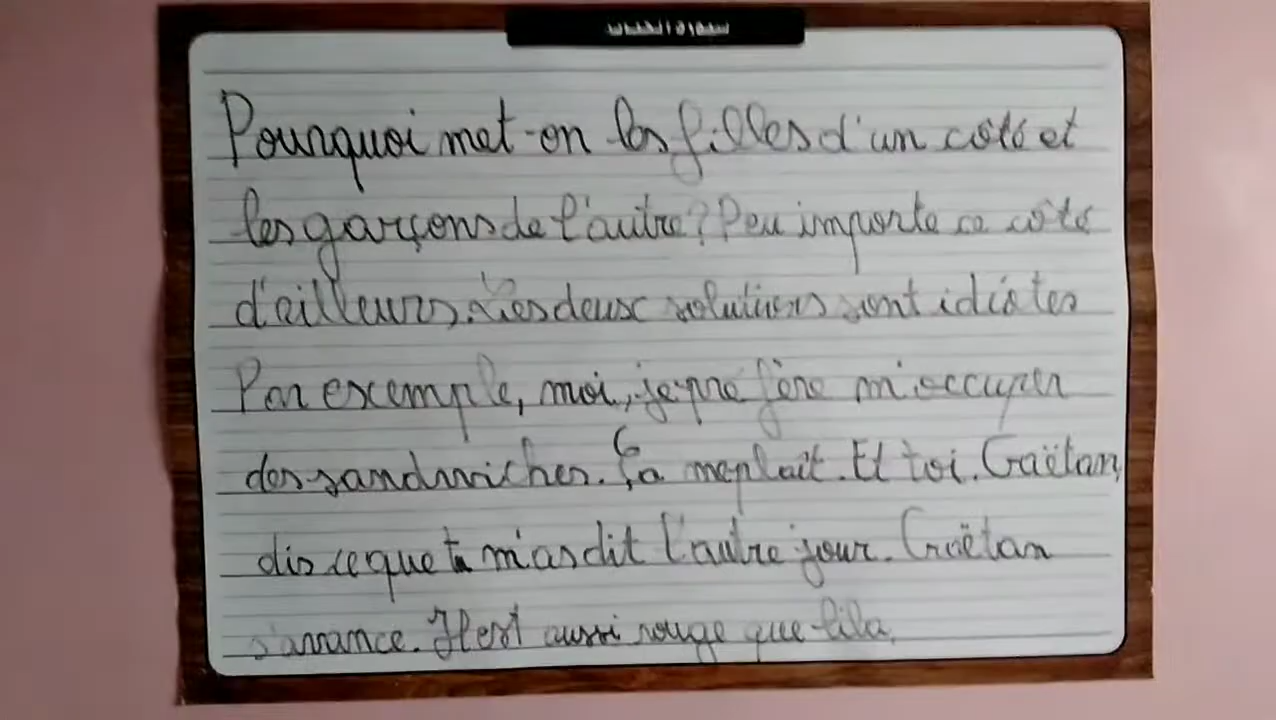 سبورة الحساب
Pourquoi met-on les filles d'un côté et
les garçons de l'autre? Peu importe ce côté
d'ailleurs. Les deux solutions sont idiotes
Par exemple, moi, je préfère m'occuper
des sandwiches. Ça me plaît. Et toi. Gaëtan,
dis ce que tu m'as dit l'autre jour. Gaëtan
s'avance. Il est aussi rouge que Lila.